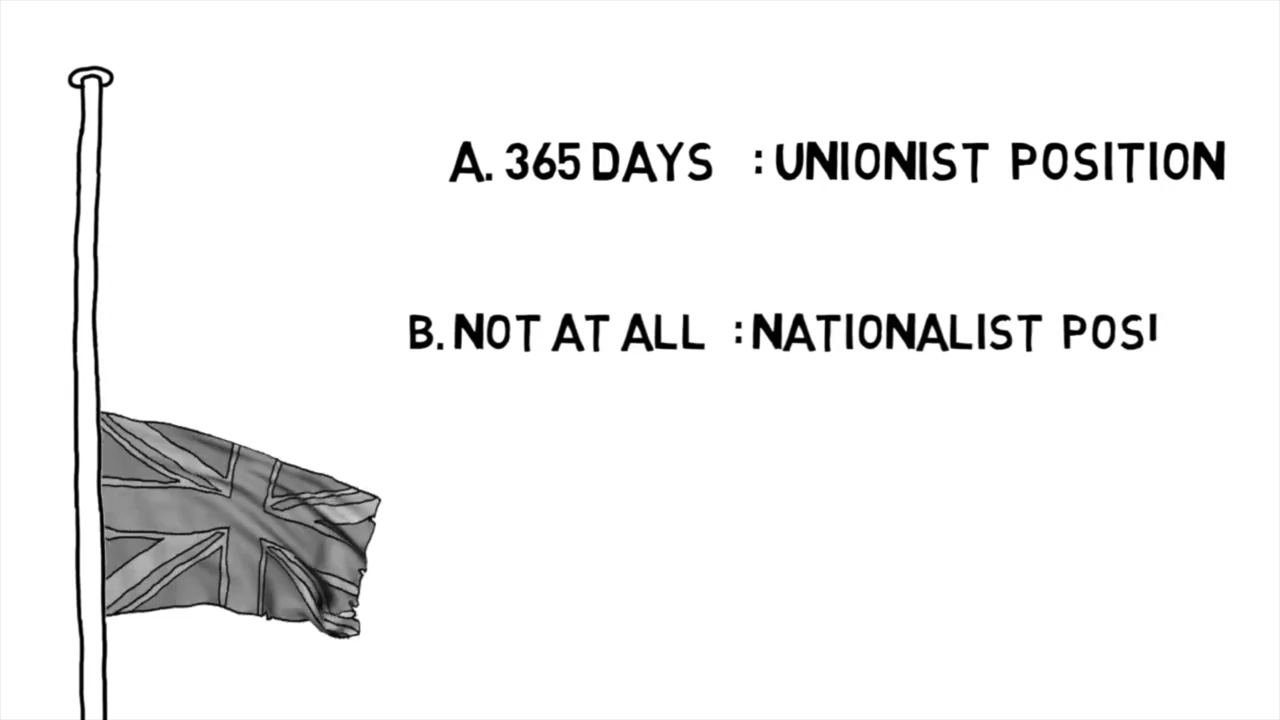 A. 365 DAYS : UNIONIST POSITION
B. NOT AT ALL : NATIONALIST POSI